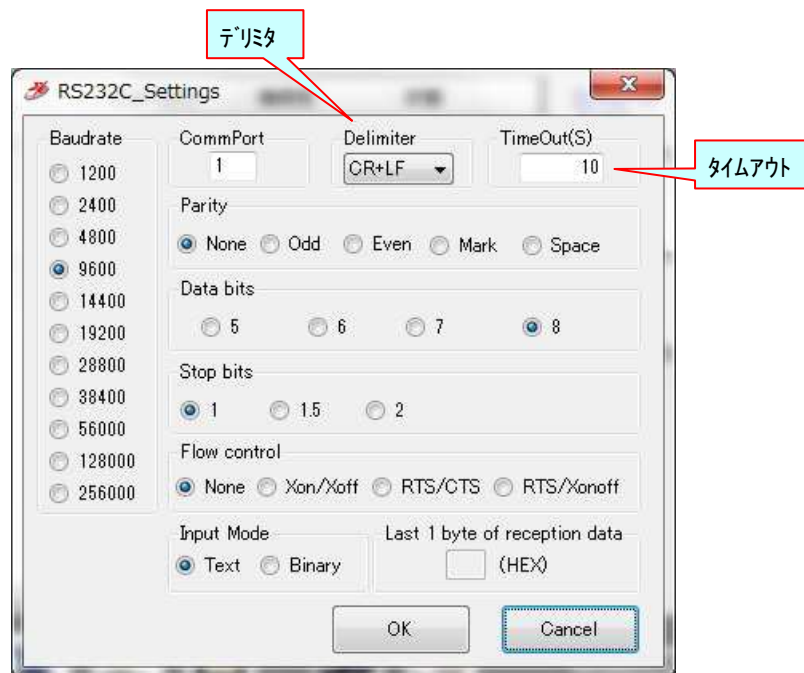 ﾃﾞﾘﾐﾀ
RS232C_Settings
Baudrate
1200
2400
4800
9600
14400
19200
28800
38400
56000
128000
256000
CommPort
1
Delimiter
CR+LF
TimeOut(S)
10
ﾀｲﾑｱｳﾄ
Parity
None Odd Even Mark Space
Data bits
5 6 7 8
Stop bits
1 1.5 2
Flow control
None Xon/Xoff RTS/CTS RTS/Xonoff
Input Mode
Text Binary
Last 1 byte of reception data
(HEX)
OK Cancel